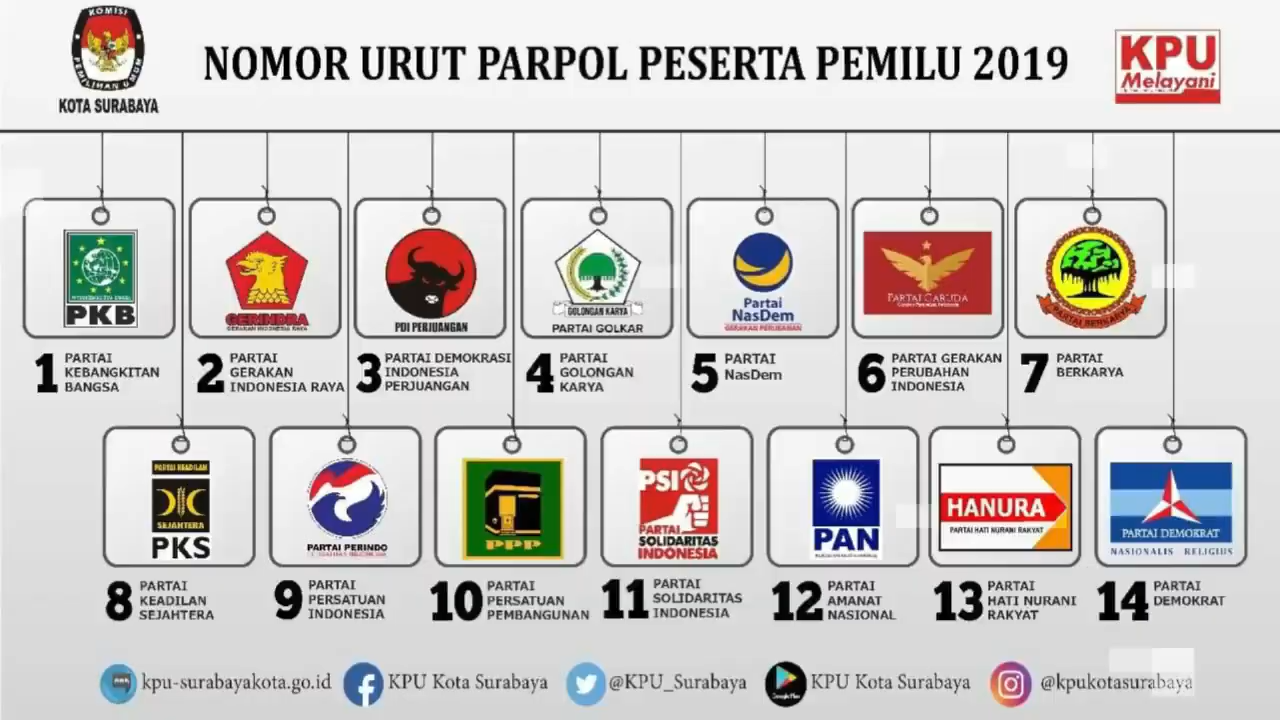 KOMISI
PEMILIHAN UMUM
KOTA SURABAYA
NOMOR URUT PARPOL PESERTA PEMILU 2019
KPU
Melayani
PKB
GERINDRA
GERAKAN INDONESIA RAYA
PDI PERJUANGAN
GOLONGAN KARYA
PARTAI GOLKAR
Partai
NasDem
GERAKAN PERUBAHAN
PARTAI GARUDA
PARTAI BERKARYA
1 PARTAI
KEBANGKITAN
BANGSA
2 PARTAI
GERAKAN
INDONESIA RAYA
3 PARTAI DEMOKRASI
INDONESIA
PERJUANGAN
4 PARTAI
GOLONGAN
KARYA
5 PARTAI
NasDem
6 PARTAI GERAKAN
PERUBAHAN
INDONESIA
7 PARTAI
BERKARYA
PARTAI KEADILAN
SEJAHTERA
PKS
PARTAI PERINDO
PPP
PSI
PARTAI
SOLIDARITAS
INDONESIA
PAN
HANURA
PARTAI HATI NURANI RAKYAT
PARTAI DEMOKRAT
NASIONALIS RELIGIUS
8 PARTAI
KEADILAN
SEJAHTERA
9 PARTAI
PERSATUAN
INDONESIA
10 PARTAI
PERSATUAN
PEMBANGUNAN
11 PARTAI
SOLIDARITAS
INDONESIA
12 PARTAI
AMANAT
NASIONAL
13 PARTAI
HATI NURANI
RAKYAT
14 PARTAI
DEMOKRAT
kpu-surabayakota.go.id
KPU Kota Surabaya
@KPU_Surabaya
Google Play
KPU Kota Surabaya
@kpukotasurabaya